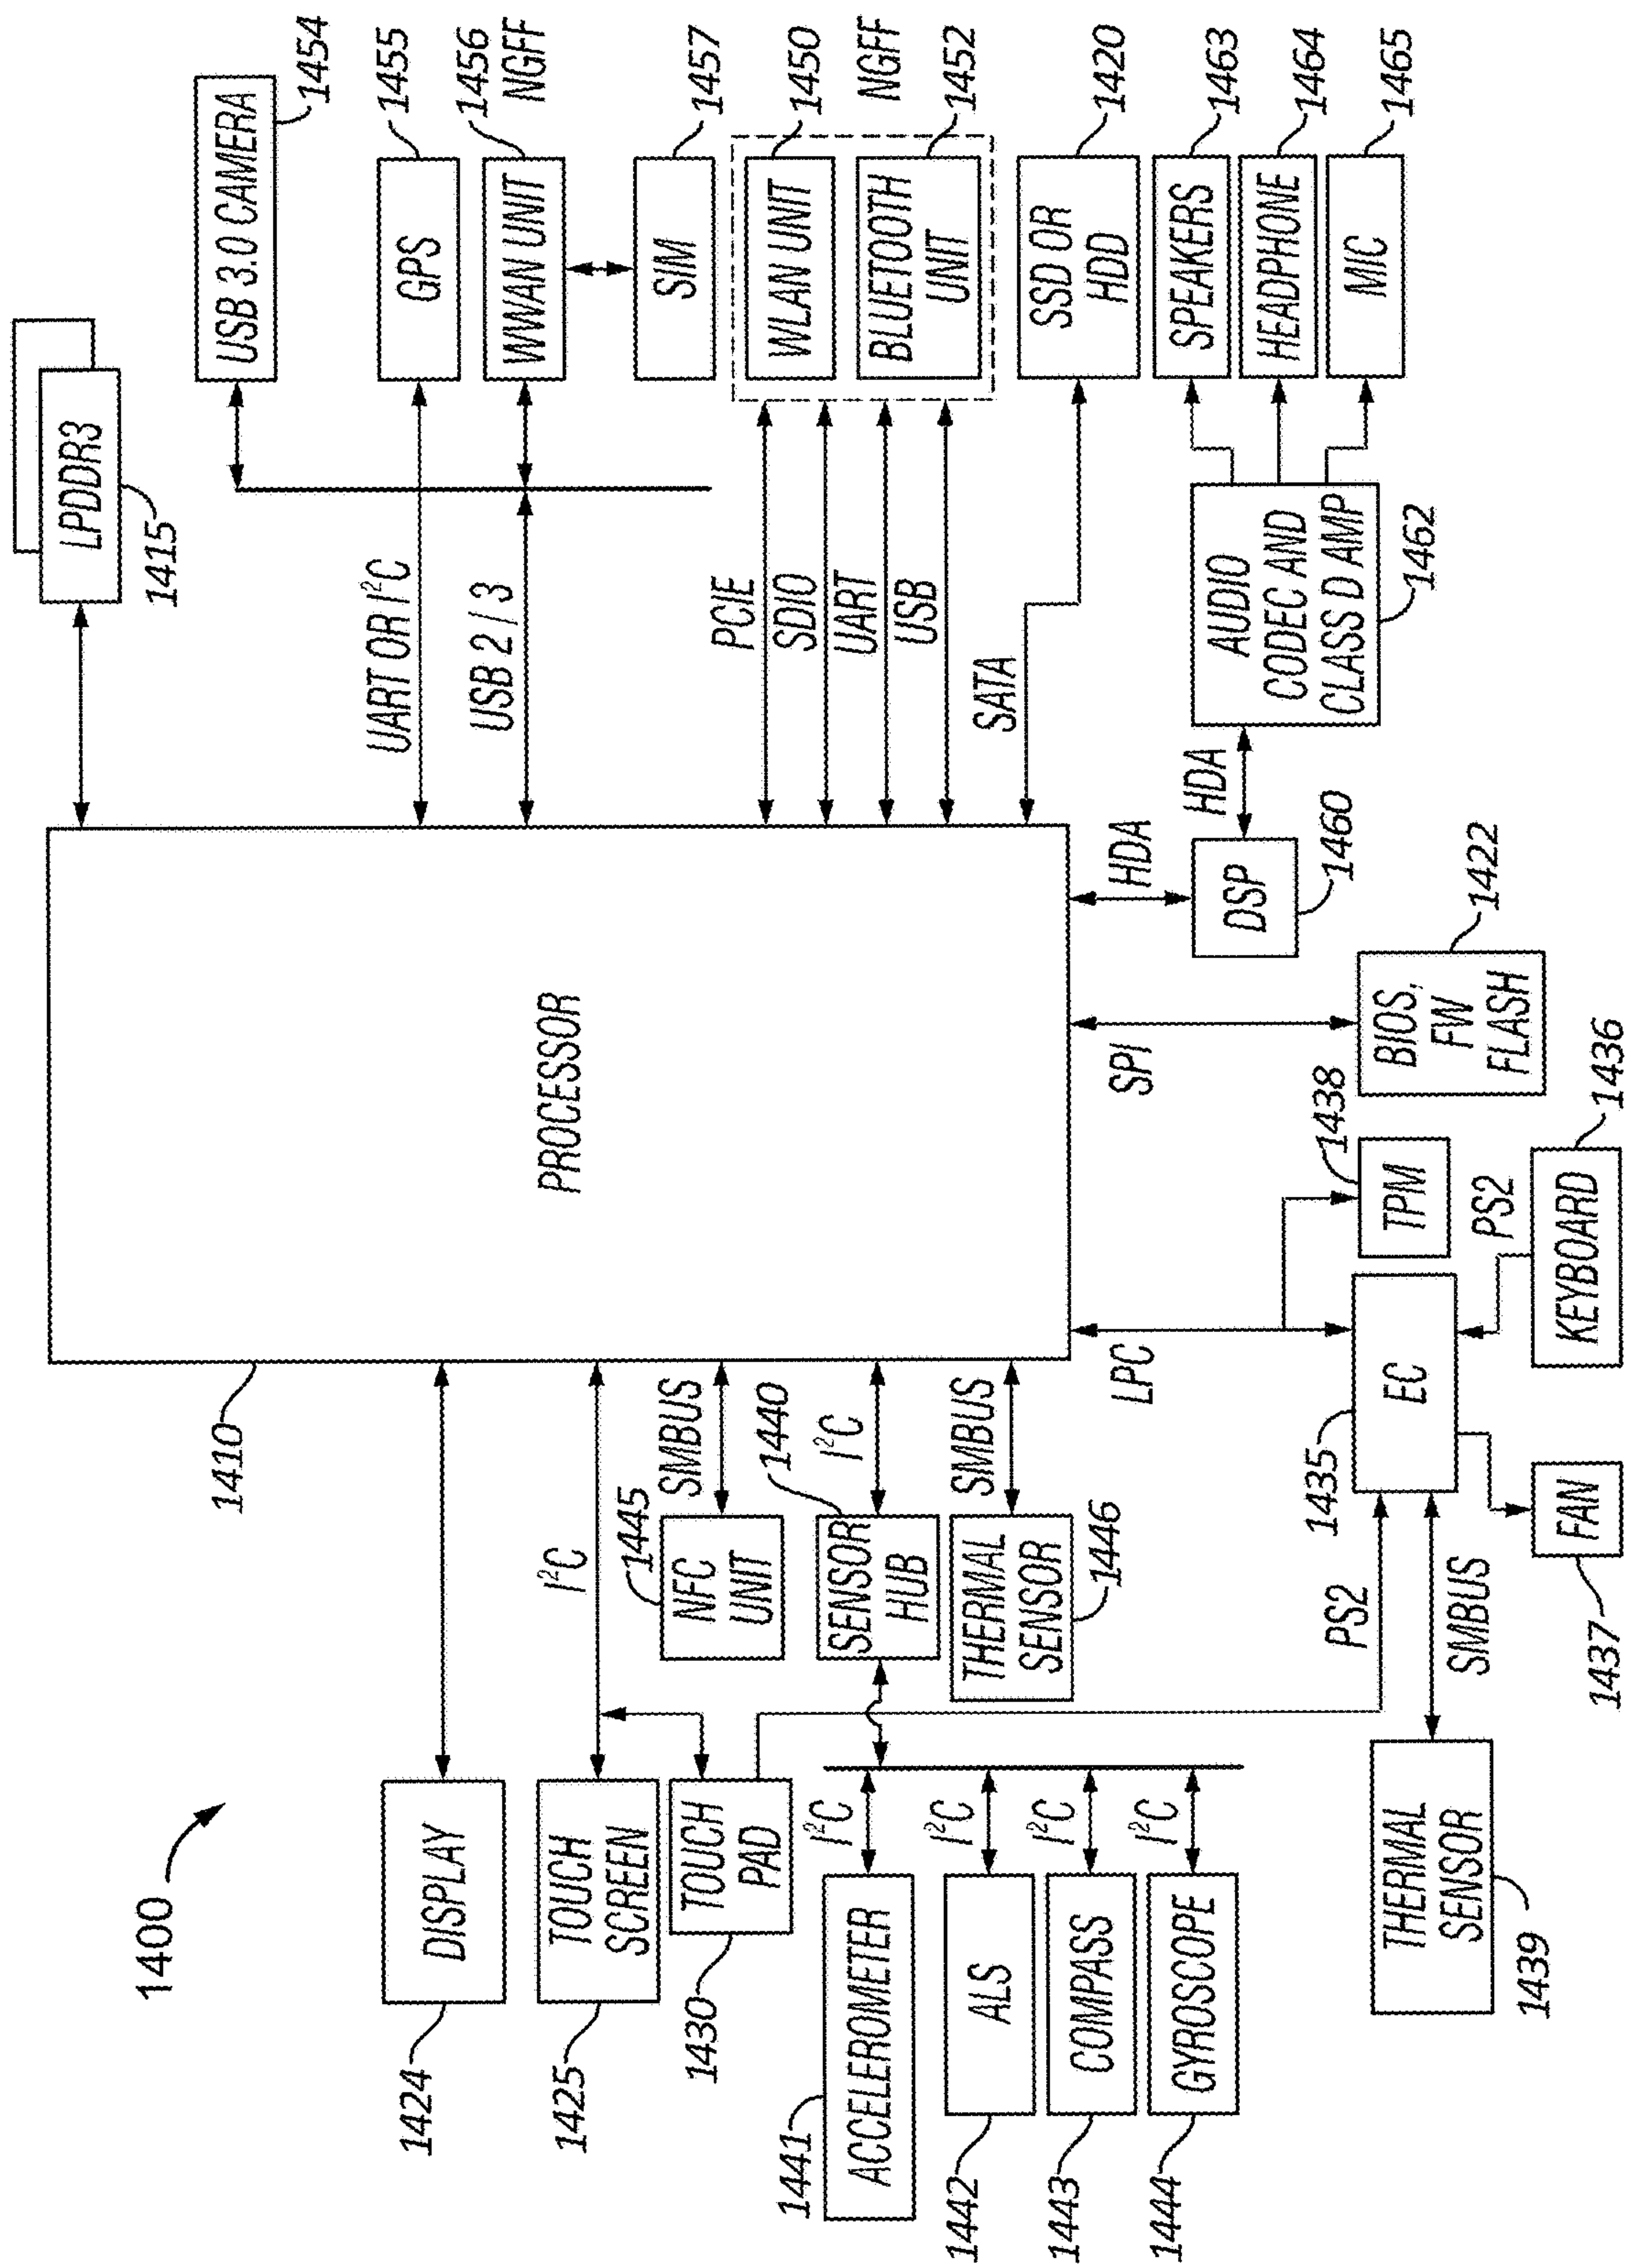 1400
1424
DISPLAY
1425
TOUCH
SCREEN
1430
TOUCH
PAD
I²C
1410
PROCESSOR
LPDDR3
1415
USB 3.0 CAMERA
1454
UART OR I²C
GPS
1455
USB 2 / 3
WWAN UNIT
1456
NGFF
SIM
1457
PCIE
SDIO
UART
USB
WLAN UNIT
1450
NGFF
BLUETOOTH
UNIT
1452
SATA
SSD OR
HDD
1420
SPEAKERS
1463
HEADPHONE
1464
MIC
1465
AUDIO
CODEC AND
CLASS D AMP
1462
HDA
HDA
DSP
1460
SPI
BIOS,
FW
FLASH
1422
LPC
1438
TPM
PS2
KEYBOARD
1436
1435
EC
FAN
1437
PS2
SMBUS
THERMAL
SENSOR
1439
1445
NFC
UNIT
SMBUS
1440
SENSOR
HUB
I²C
THERMAL
SENSOR
1446
SMBUS
1441
ACCELEROMETER
I²C
1442
ALS
I²C
1443
COMPASS
I²C
1444
GYROSCOPE
I²C